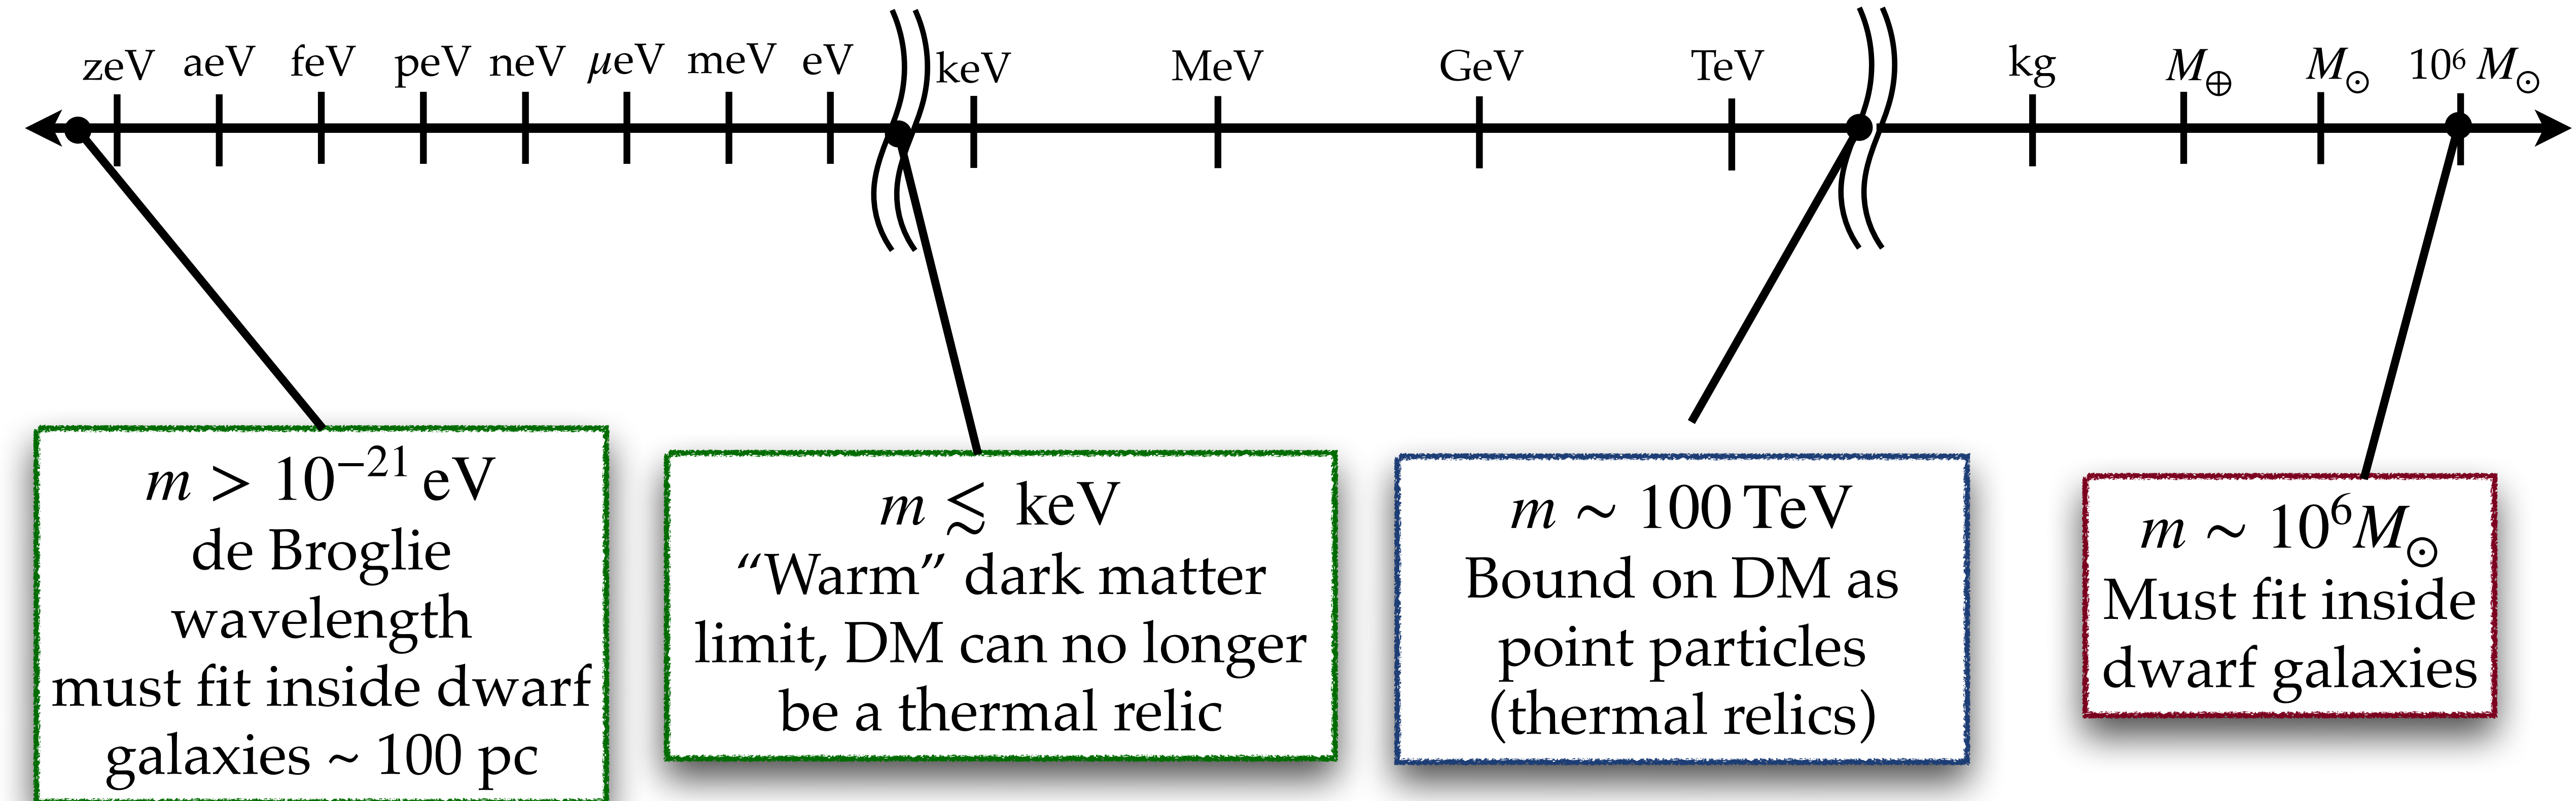 zeV aeV feV peV neV μeV meV eV keV MeV GeV TeV kg M⊕ M⊙ 10⁶ M⊙
m > 10⁻²¹ eV
de Broglie
wavelength
must fit inside dwarf
galaxies ~ 100 pc
m ≲ keV
“Warm” dark matter
limit, DM can no longer
be a thermal relic
m ∼ 100 TeV
Bound on DM as
point particles
(thermal relics)
m ∼ 10⁶M⊙
Must fit inside
dwarf galaxies